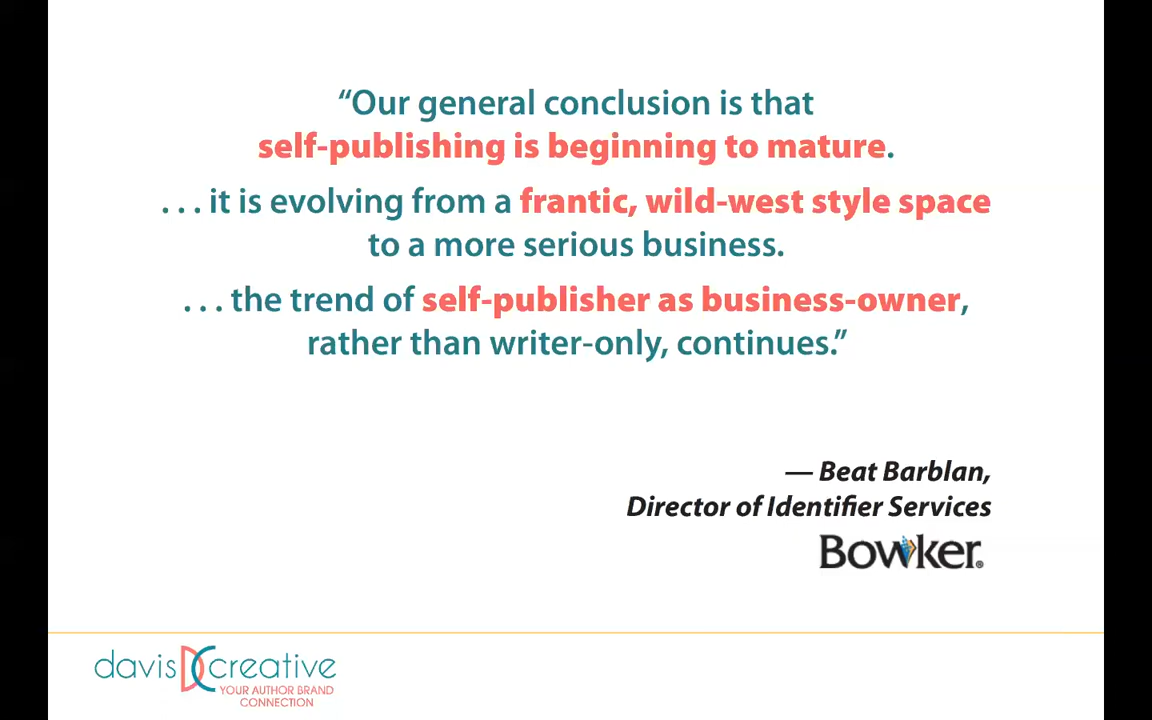 “Our general conclusion is that
self-publishing is beginning to mature.
. . . it is evolving from a frantic, wild-west style space
to a more serious business.
. . . the trend of self-publisher as business-owner,
rather than writer-only, continues.”
— Beat Barblan,
Director of Identifier Services
Bowker®
davis DC creative
YOUR AUTHOR BRAND
CONNECTION